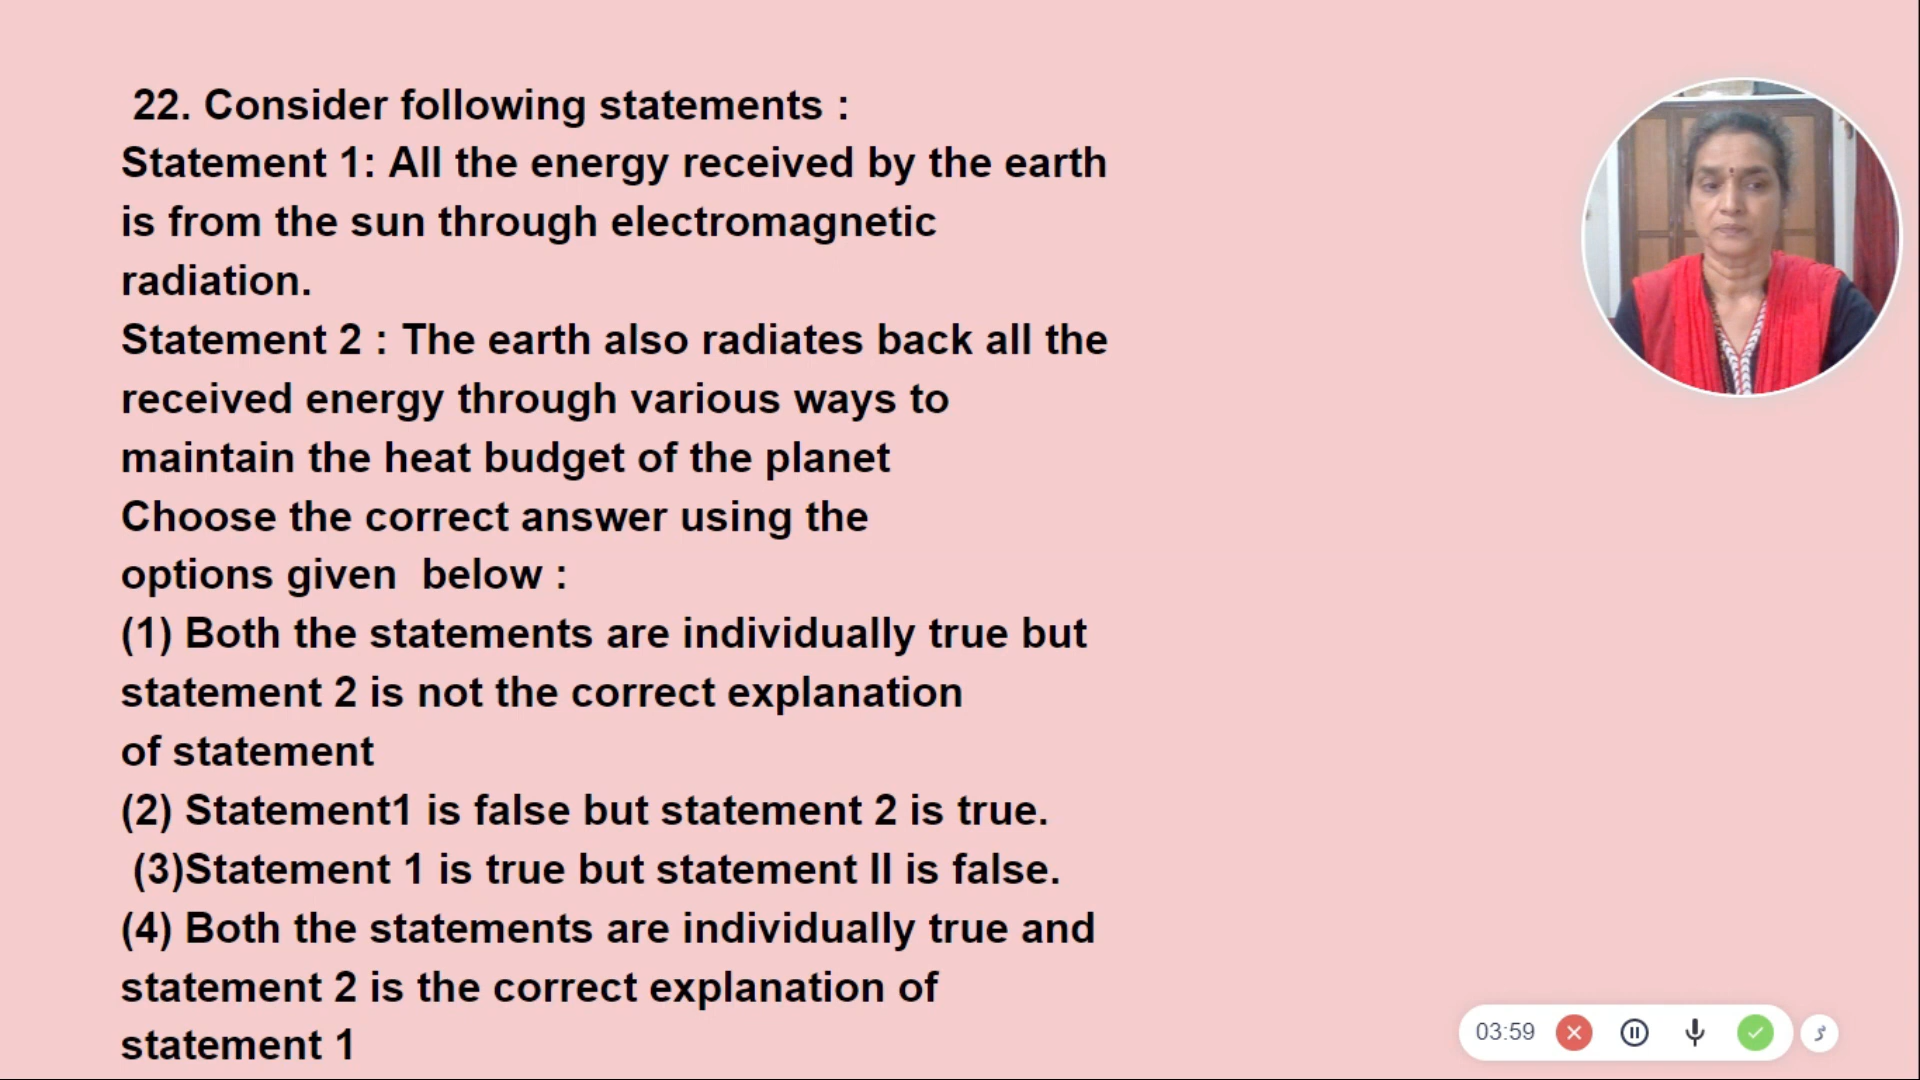 22. Consider following statements :
Statement 1: All the energy received by the earth
is from the sun through electromagnetic
radiation.
Statement 2 : The earth also radiates back all the
received energy through various ways to
maintain the heat budget of the planet
Choose the correct answer using the
options given  below :
(1) Both the statements are individually true but
statement 2 is not the correct explanation
of statement
(2) Statement1 is false but statement 2 is true.
(3)Statement 1 is true but statement II is false.
(4) Both the statements are individually true and
statement 2 is the correct explanation of
statement 1
03:59